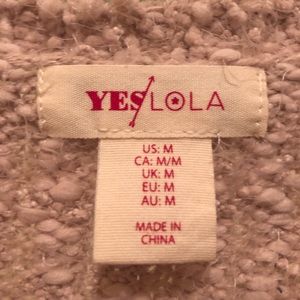 YES/LOLA
US: M
CA: M/M
UK: M
EU: M
AU: M
MADE IN
CHINA